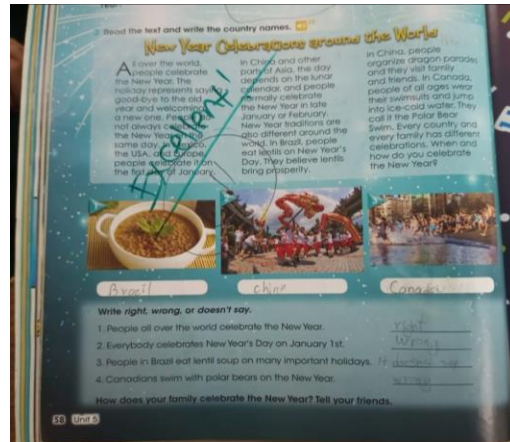 2 Read the text and write the country names.
New Year Celebrations around the World
All over the world,
people celebrate
the New Year. The
holiday represents saying
good-bye to the old
year and welcoming
a new one. People do
not always celebrate
the New Year on the
same day. In Mexico,
the USA, and Europe,
people celebrate it on
the first day of January.
In China and other
parts of Asia, the day
depends on the lunar
calendar, and people
normally celebrate
the New Year in late
January or February.
New Year traditions are
also different around the
world. In Brazil, people
eat lentils on New Year's
Day. They believe lentils
bring prosperity.
In China, people
organize dragon parades
and they visit family
and friends. In Canada,
people of all ages wear
their swimsuits and jump
into ice-cold water. They
call it the Polar Bear
Swim. Every country and
every family has different
celebrations. When and
how do you celebrate
the New Year?
Brazil
china
Canada
Write right, wrong, or doesn't say.
1. People all over the world celebrate the New Year. right
2. Everybody celebrates New Year's Day on January 1st. Wrong
3. People in Brazil eat lentil soup on many important holidays. It doesn't say
4. Canadians swim with polar bears on the New Year. wrong
How does your family celebrate the New Year? Tell your friends.
58 Unit 5